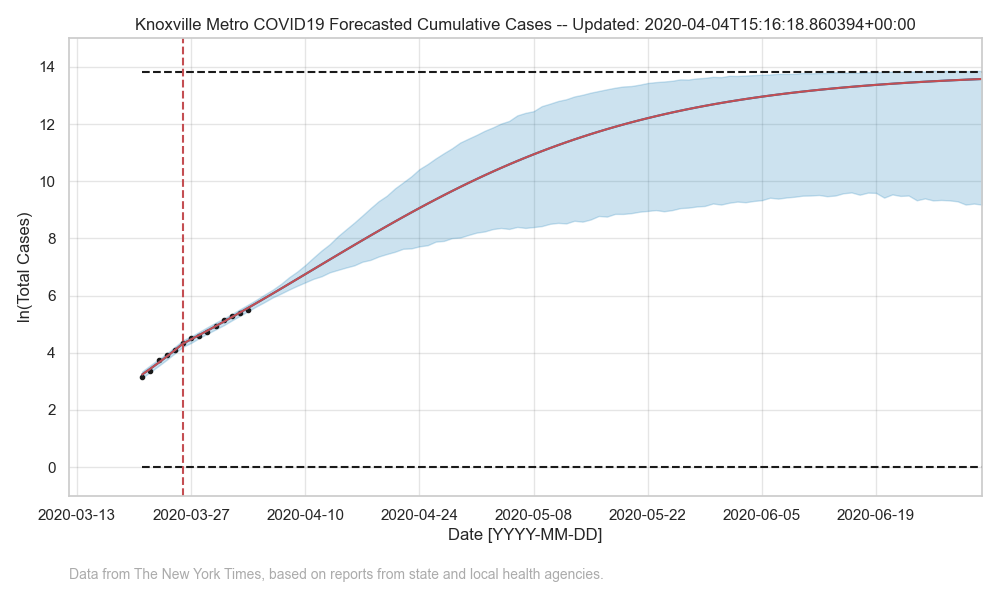 Knoxville Metro COVID19 Forecasted Cumulative Cases -- Updated: 2020-04-04T15:16:18.860394+00:00
14
12
10
8
6
4
2
0
ln(Total Cases)
2020-03-13 2020-03-27 2020-04-10 2020-04-24 2020-05-08 2020-05-22 2020-06-05 2020-06-19
Date [YYYY-MM-DD]
Data from The New York Times, based on reports from state and local health agencies.